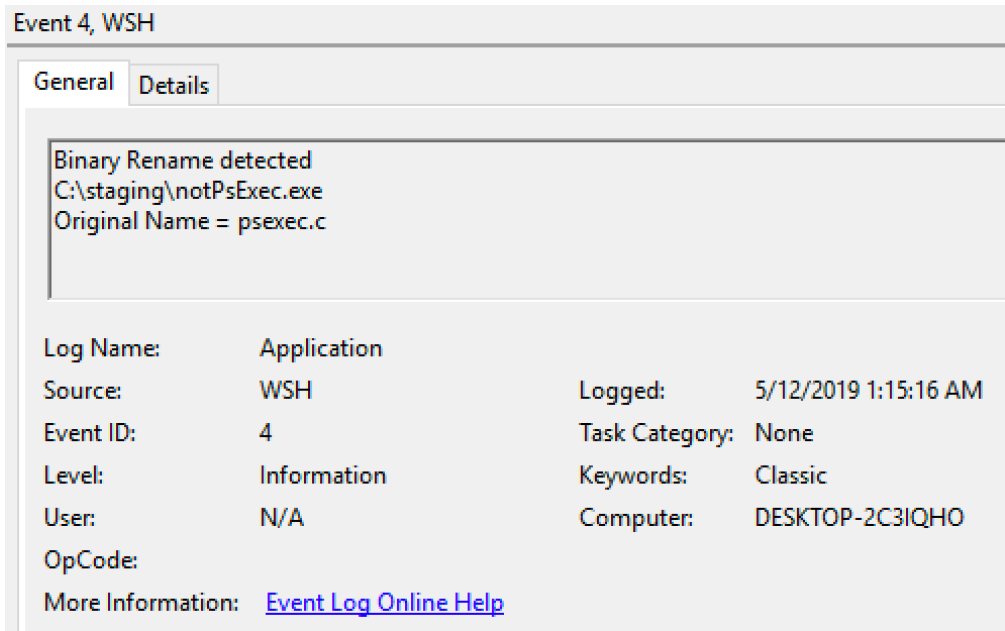 Event 4, WSH
General Details
Binary Rename detected
C:\staging\notPsExec.exe
Original Name = psexec.c
Log Name: Application
Source: WSH Logged: 5/12/2019 1:15:16 AM
Event ID: 4 Task Category: None
Level: Information Keywords: Classic
User: N/A Computer: DESKTOP-2C3IQHO
OpCode:
More Information: Event Log Online Help